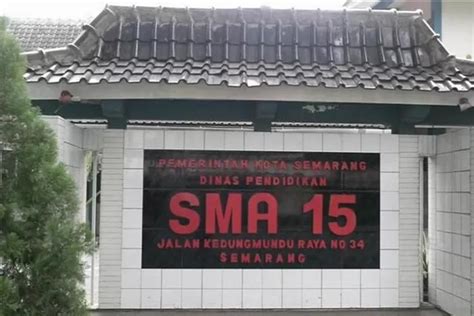 PEMERINTAH KOTA SEMARANG
DINAS PENDIDIKAN
SMA 15
JALAN KEDUNGMUNDU RAYA NO 34
SEMARANG